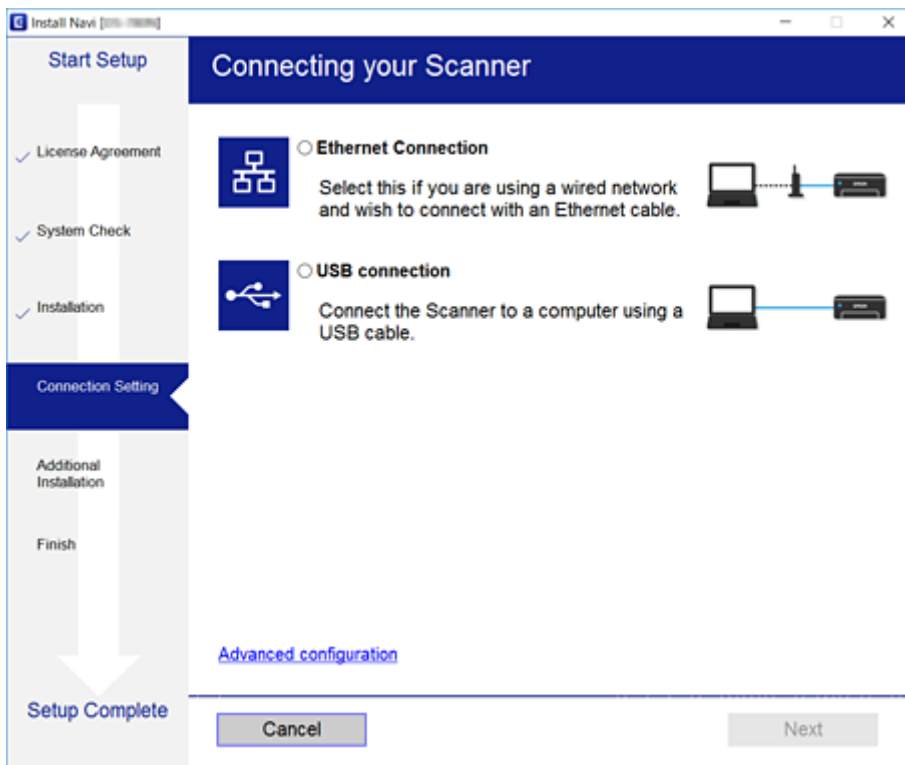 Install Navi [
Start Setup
Connecting your Scanner
License Agreement
System Check
Installation
Connection Setting
Additional
Installation
Finish
Setup Complete
Ethernet Connection
Select this if you are using a wired network
and wish to connect with an Ethernet cable.
USB connection
Connect the Scanner to a computer using a
USB cable.
Advanced configuration
Cancel
Next